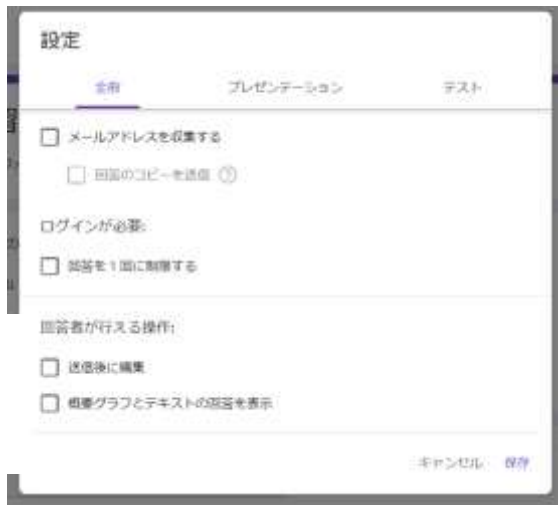 設定
全般 プレゼンテーション テスト
メールアドレスを収集する
回答のコピーを送信 ?
ログインが必要:
回答を1回に制限する
回答者が行える操作:
送信後に編集
概要グラフとテキストの回答を表示
キャンセル 保存